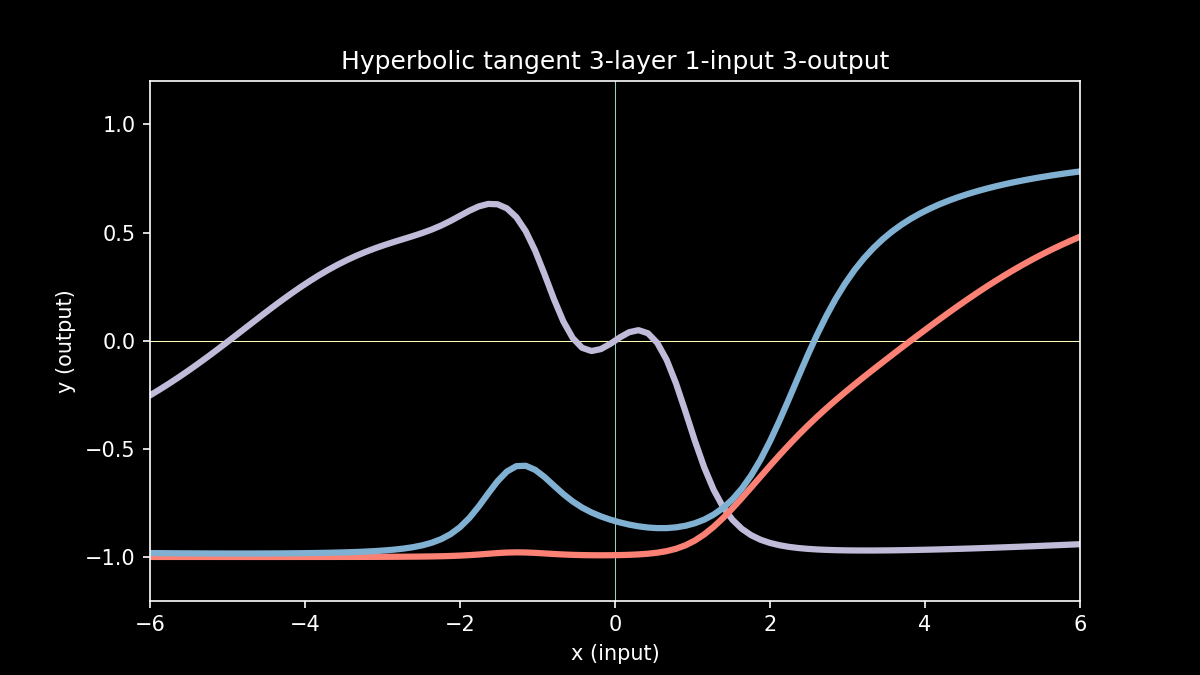 Hyperbolic tangent 3-layer 1-input 3-output
1.0
0.5
0.0
−0.5
−1.0
y (output)
−6 −4 −2 0 2 4 6
x (input)